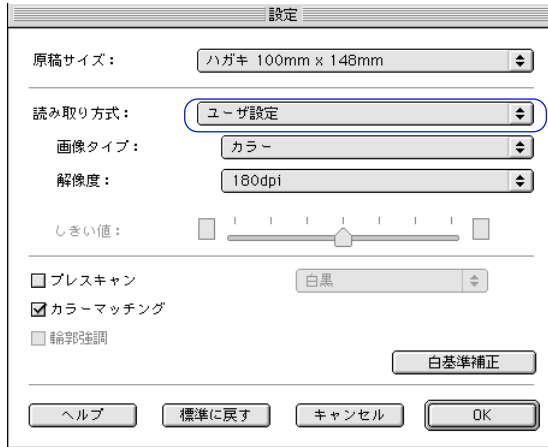 設定
原稿サイズ： ハガキ 100mm x 148mm
読み取り方式： ユーザ設定
画像タイプ： カラー
解像度： 180dpi
しきい値：
プレスキャン 白黒
カラーマッチング
輪郭強調
白基準補正
ヘルプ 標準に戻す キャンセル OK